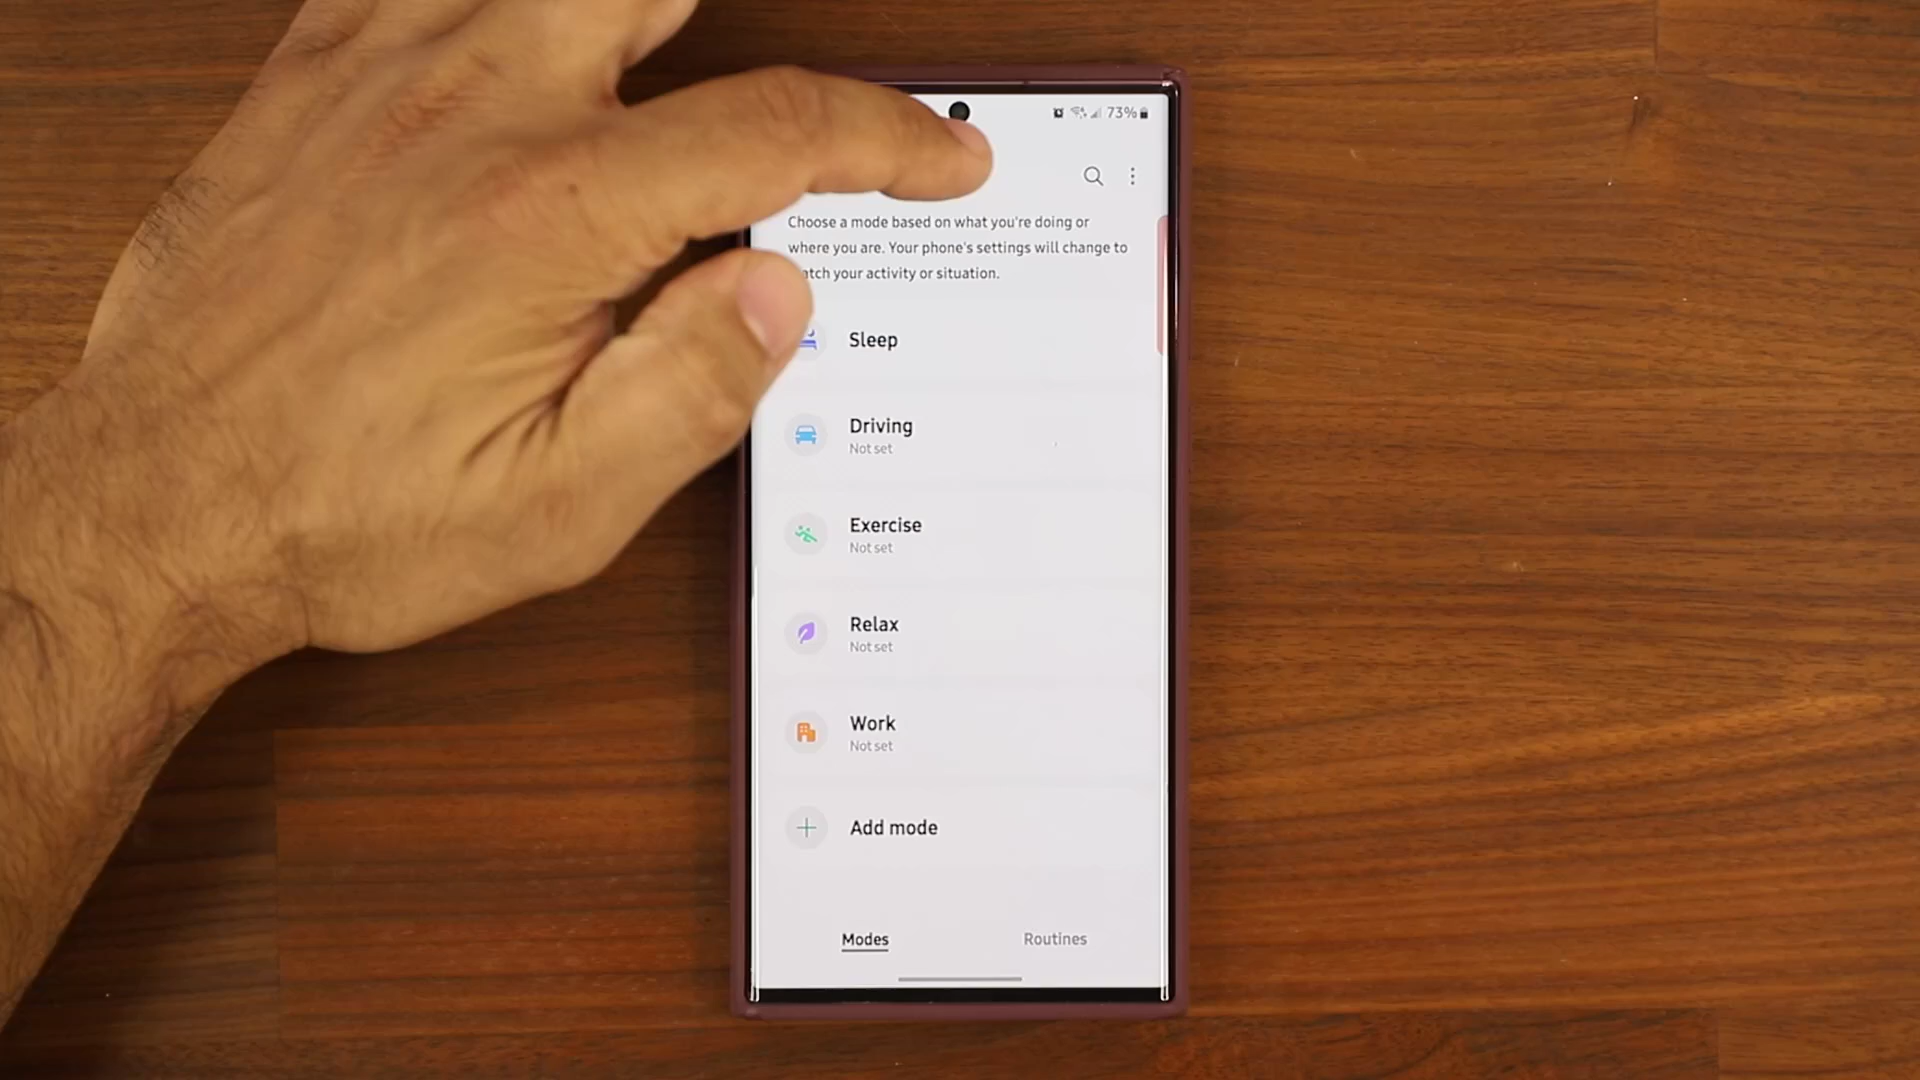 73%
Choose a mode based on what you're doing or
where you are. Your phone's settings will change to
your activity or situation.
Sleep
Driving
Not set
Exercise
Not set
Relax
Not set
Work
Not set
Add mode
Modes
Routines